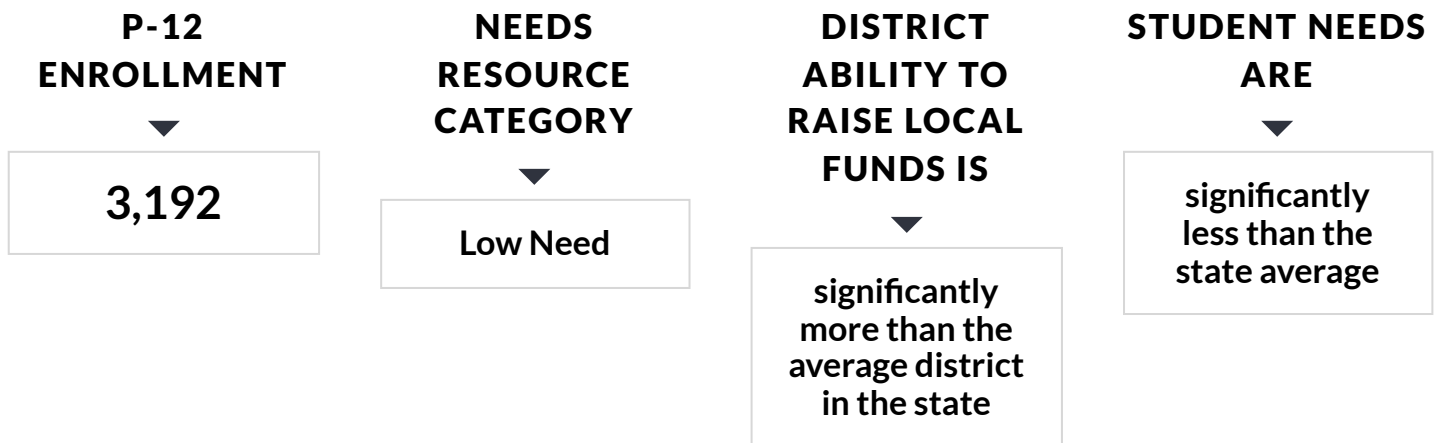 P-12
ENROLLMENT
3,192
NEEDS
RESOURCE
CATEGORY
Low Need
DISTRICT
ABILITY TO
RAISE LOCAL
FUNDS IS
significantly
more than the
average district
in the state
STUDENT NEEDS
ARE
significantly
less than the
state average